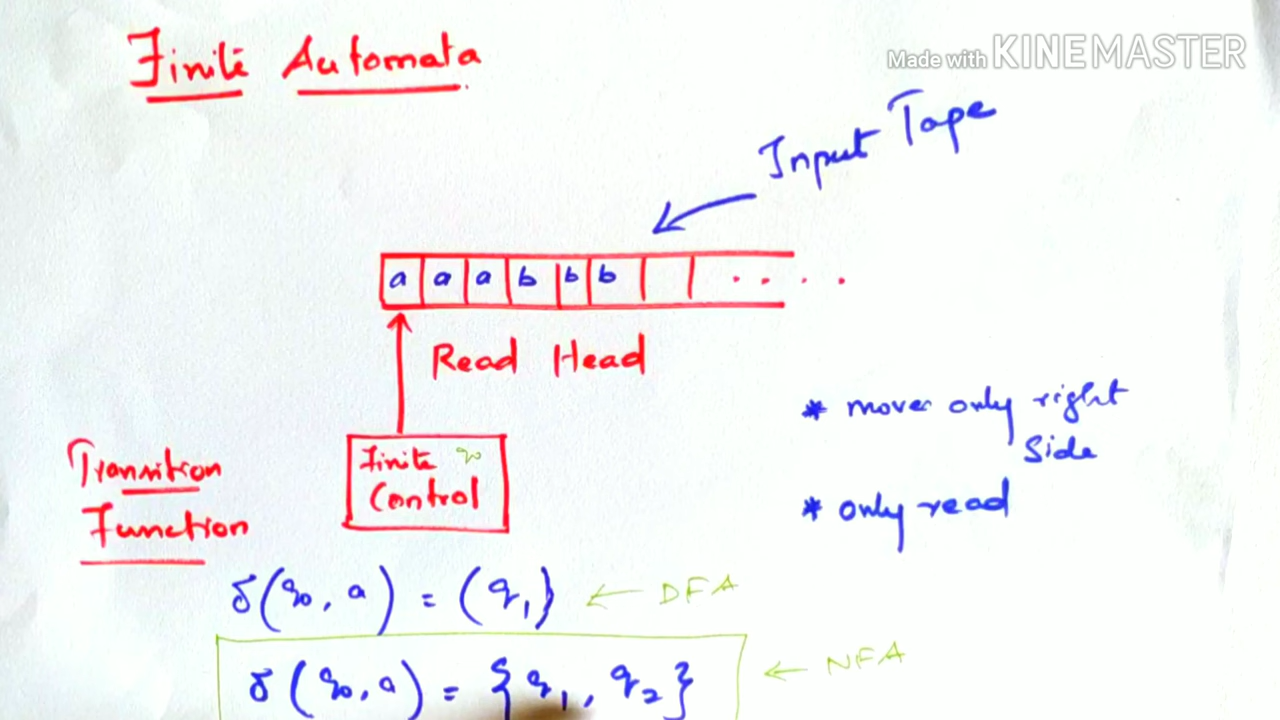 Finite Automata
Made with KINEMASTER
Input Tape
a a a b b b . . . .
Read Head
* moves only right
side
Finite q0
Control
* only read
Transition
Function
δ(q0, a) = (q1} ← DFA
δ(q0, a) = {q1, q2} ← NFA